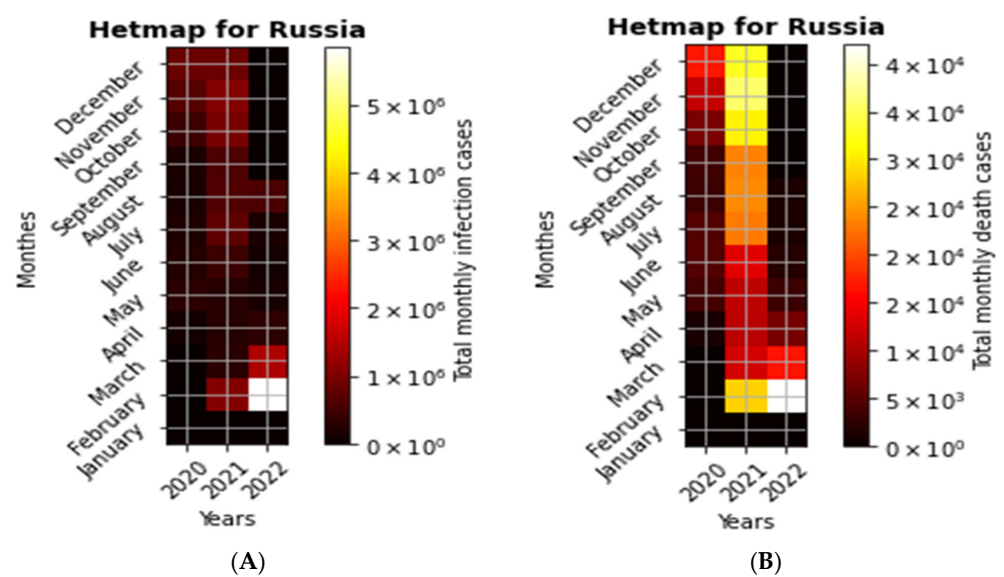 Hetmap for Russia
Monthes
December
November
October
September
August
July
June
May
April
March
February
January
2020
2021
2022
Years
5 × 10⁶
4 × 10⁶
3 × 10⁶
2 × 10⁶
1 × 10⁶
0 × 10⁰
Total monthly infection cases
(A)
Hetmap for Russia
Monthes
December
November
October
September
August
July
June
May
April
March
February
January
2020
2021
2022
Years
4 × 10⁴
4 × 10⁴
3 × 10⁴
2 × 10⁴
2 × 10⁴
2 × 10⁴
1 × 10⁴
5 × 10³
0 × 10⁰
Total monthly death cases
(B)